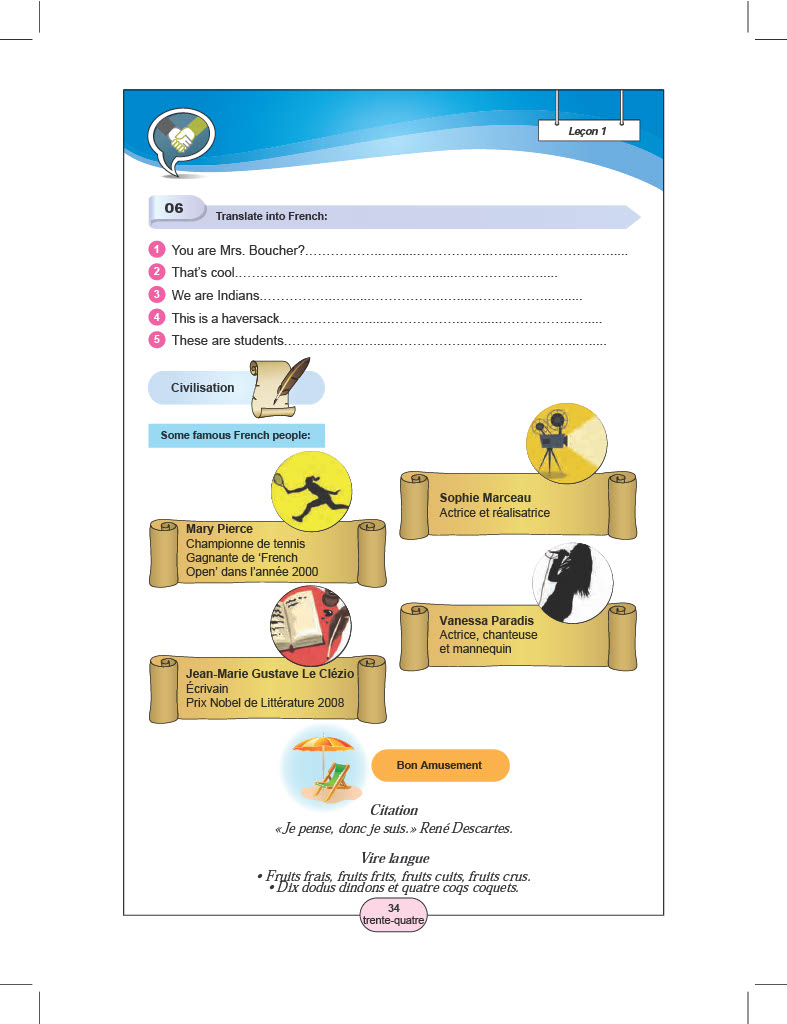 Leçon 1
06
Translate into French:
1 You are Mrs. Boucher?................................................................................
2 That's cool................................................................................
3 We are Indians................................................................................
4 This is a haversack................................................................................
5 These are students................................................................................
Civilisation
Some famous French people:
Sophie Marceau
Actrice et réalisatrice
Mary Pierce
Championne de tennis
Gagnante de ‘French
Open’ dans l’année 2000
Vanessa Paradis
Actrice, chanteuse
et mannequin
Jean-Marie Gustave Le Clézio
Écrivain
Prix Nobel de Littérature 2008
Bon Amusement
Citation
« Je pense, donc je suis.» René Descartes.
Vire langue
• Fruits frais, fruits frits, fruits cuits, fruits crus.
• Dix dodus dindons et quatre coqs coquets.
34
trente-quatre